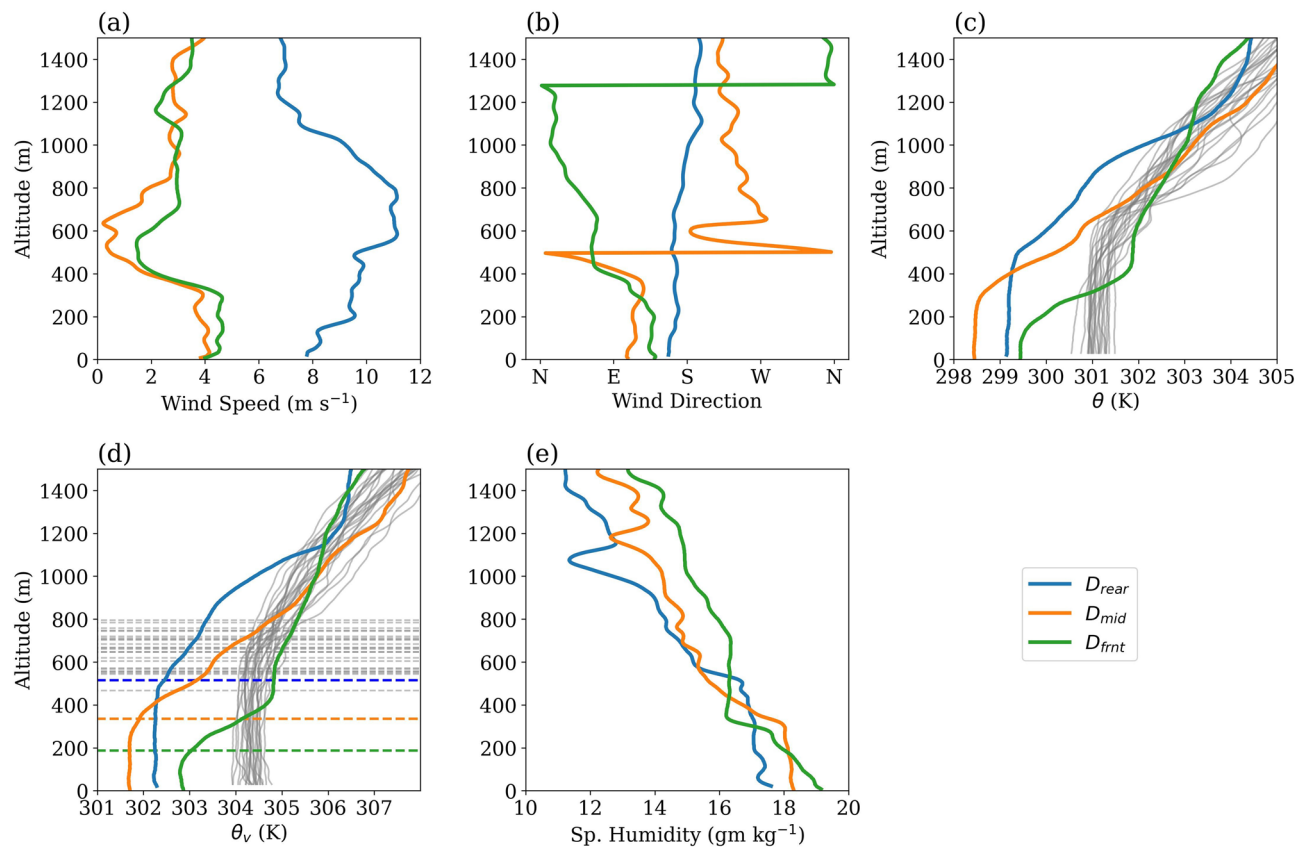 (a)
1400
1200
1000
800
600
400
200
0
Altitude (m)
0 2 4 6 8 10 12
Wind Speed (m s⁻¹)
(b)
1400
1200
1000
800
600
400
200
0
N E S W N
Wind Direction
(c)
1400
1200
1000
800
600
400
200
0
Altitude (m)
298 299 300 301 302 303 304 305
θ (K)
(d)
1400
1200
1000
800
600
400
200
0
Altitude (m)
301 302 303 304 305 306 307
θᵥ (K)
(e)
1400
1200
1000
800
600
400
200
0
10 12 14 16 18 20
Sp. Humidity (gm kg⁻¹)
D_rear
D_mid
D_frnt